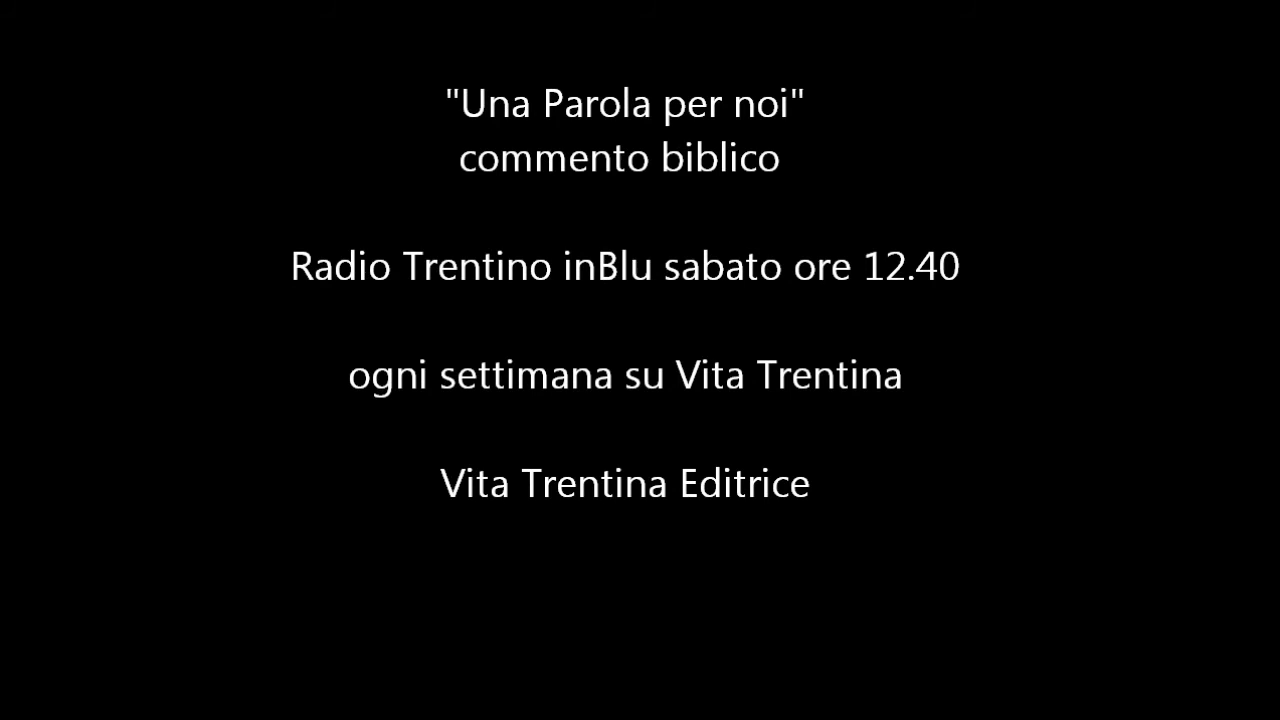 "Una Parola per noi"
commento biblico
Radio Trentino inBlu sabato ore 12.40
ogni settimana su Vita Trentina
Vita Trentina Editrice